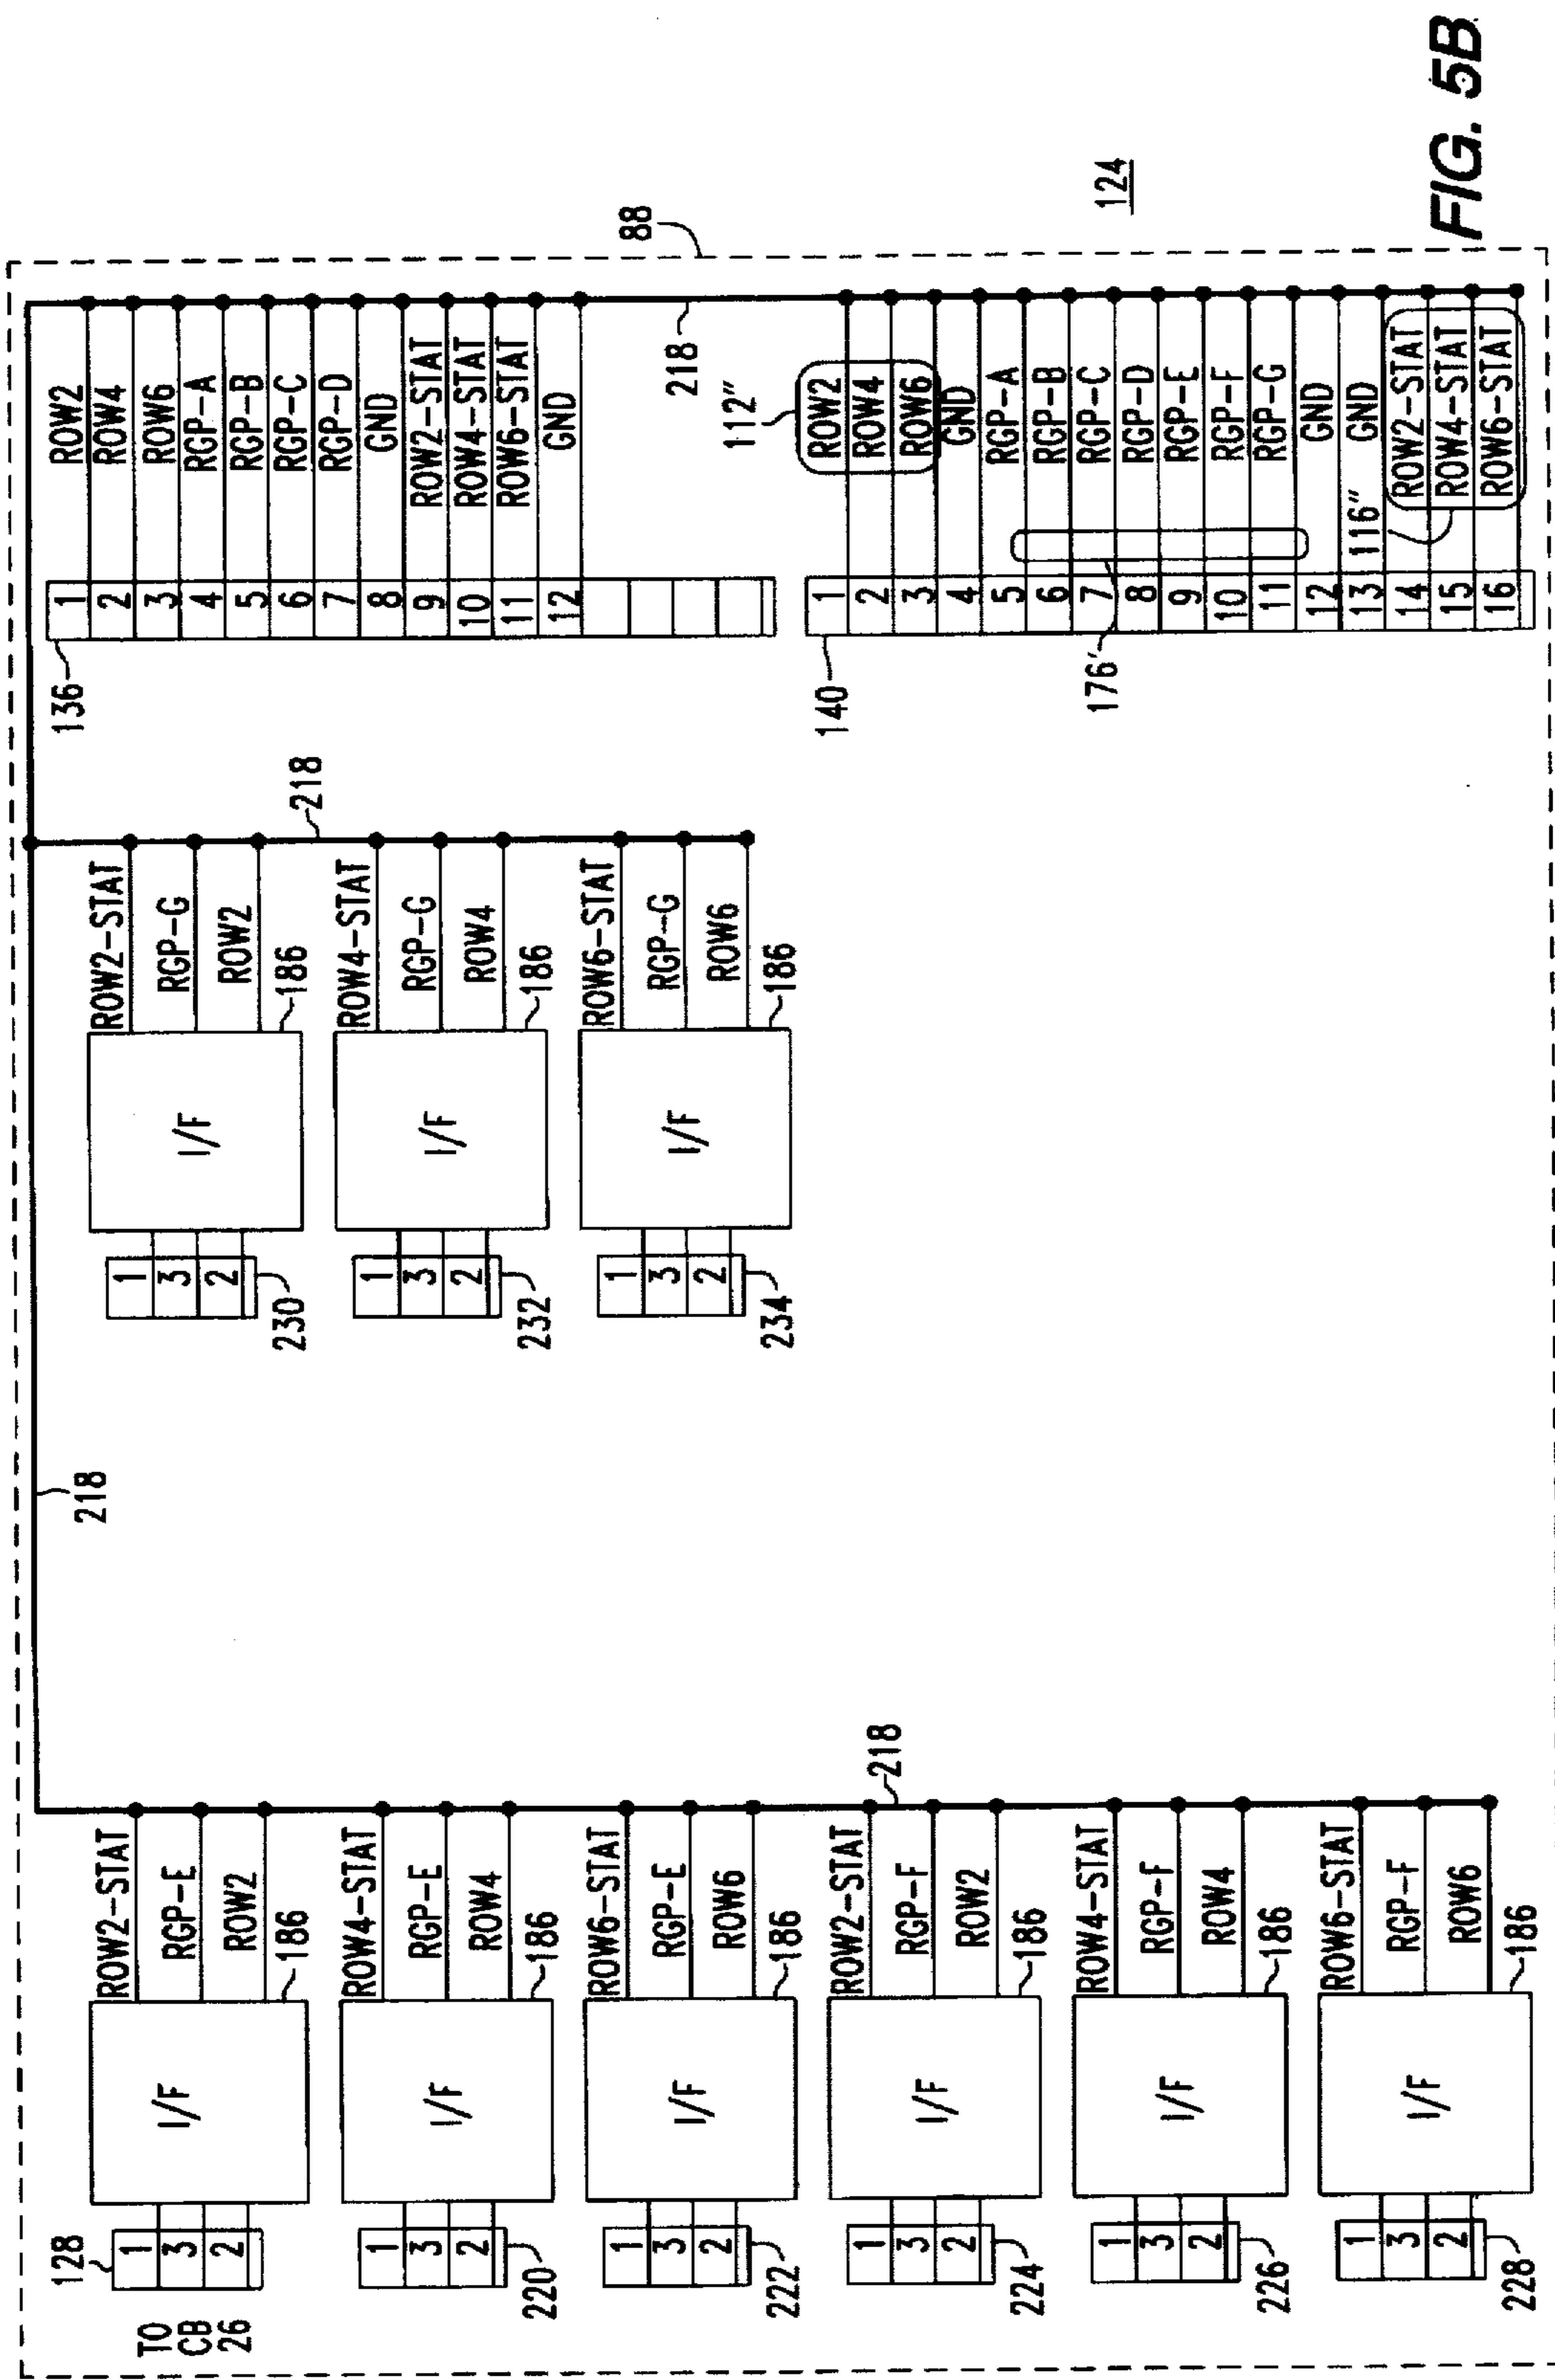 TO
CB
26
128
1
3
2
I/F
ROW2-STAT
RGP-E
ROW2
186
1
3
2
220
I/F
ROW4-STAT
RGP-E
ROW4
186
1
3
2
222
I/F
ROW6-STAT
RGP-E
ROW6
186
1
3
2
224
I/F
ROW2-STAT
RGP-F
ROW2
186
1
3
2
226
I/F
ROW4-STAT
RGP-F
ROW4
186
1
3
2
228
I/F
ROW6-STAT
RGP-F
ROW6
186
218
218
1
3
2
230
I/F
ROW2-STAT
RGP-G
ROW2
186
1
3
2
232
I/F
ROW4-STAT
RGP-G
ROW4
186
1
3
2
234
I/F
ROW6-STAT
RGP-G
ROW6
186
218
136
1 ROW2
2 ROW4
3 ROW6
4 RGP-A
5 RGP-B
6 RGP-C
7 RGP-D
8 GND
9 ROW2-STAT
10 ROW4-STAT
11 ROW6-STAT
12 GND
218
112"
140
1 ROW2
2 ROW4
3 ROW6
4 GND
5 RGP-A
6 RGP-B
7 RGP-C
8 RGP-D
9 RGP-E
10 RGP-F
11 RGP-G
12 GND
13 GND
14 ROW2-STAT
15 ROW4-STAT
16 ROW6-STAT
176'
116"
88
124
FIG. 5B